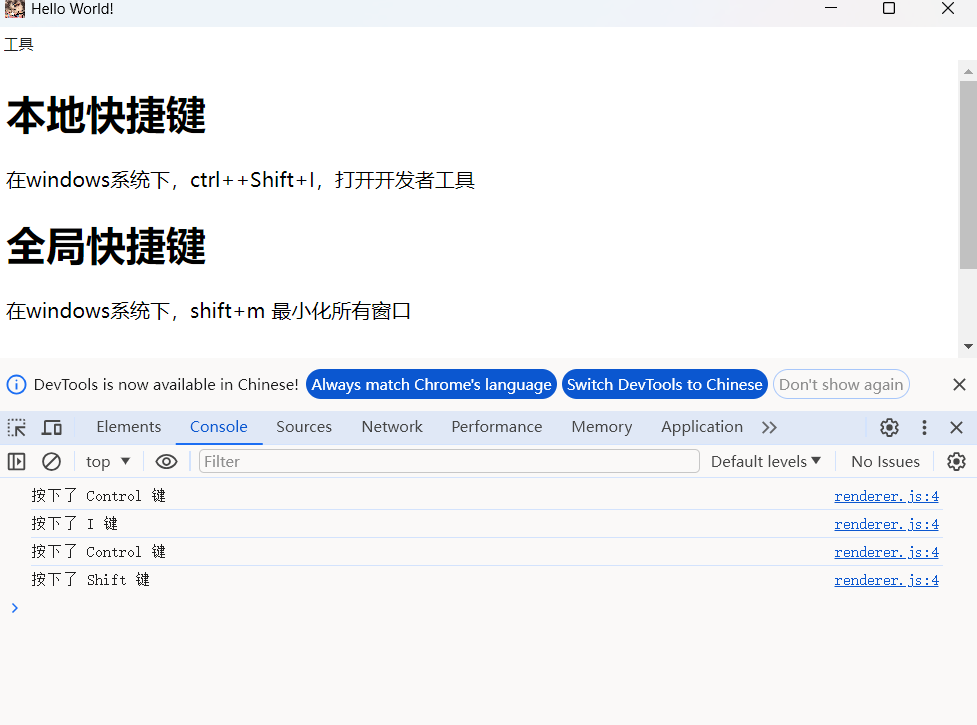 Hello World!
工具
本地快捷键
在windows系统下，ctrl++Shift+I，打开开发者工具
全局快捷键
在windows系统下，shift+m 最小化所有窗口
DevTools is now available in Chinese! Always match Chrome's language Switch DevTools to Chinese Don't show again
Elements Console Sources Network Performance Memory Application
top Filter Default levels No Issues
按下了 Control 键 renderer.js:4
按下了 I 键 renderer.js:4
按下了 Control 键 renderer.js:4
按下了 Shift 键 renderer.js:4